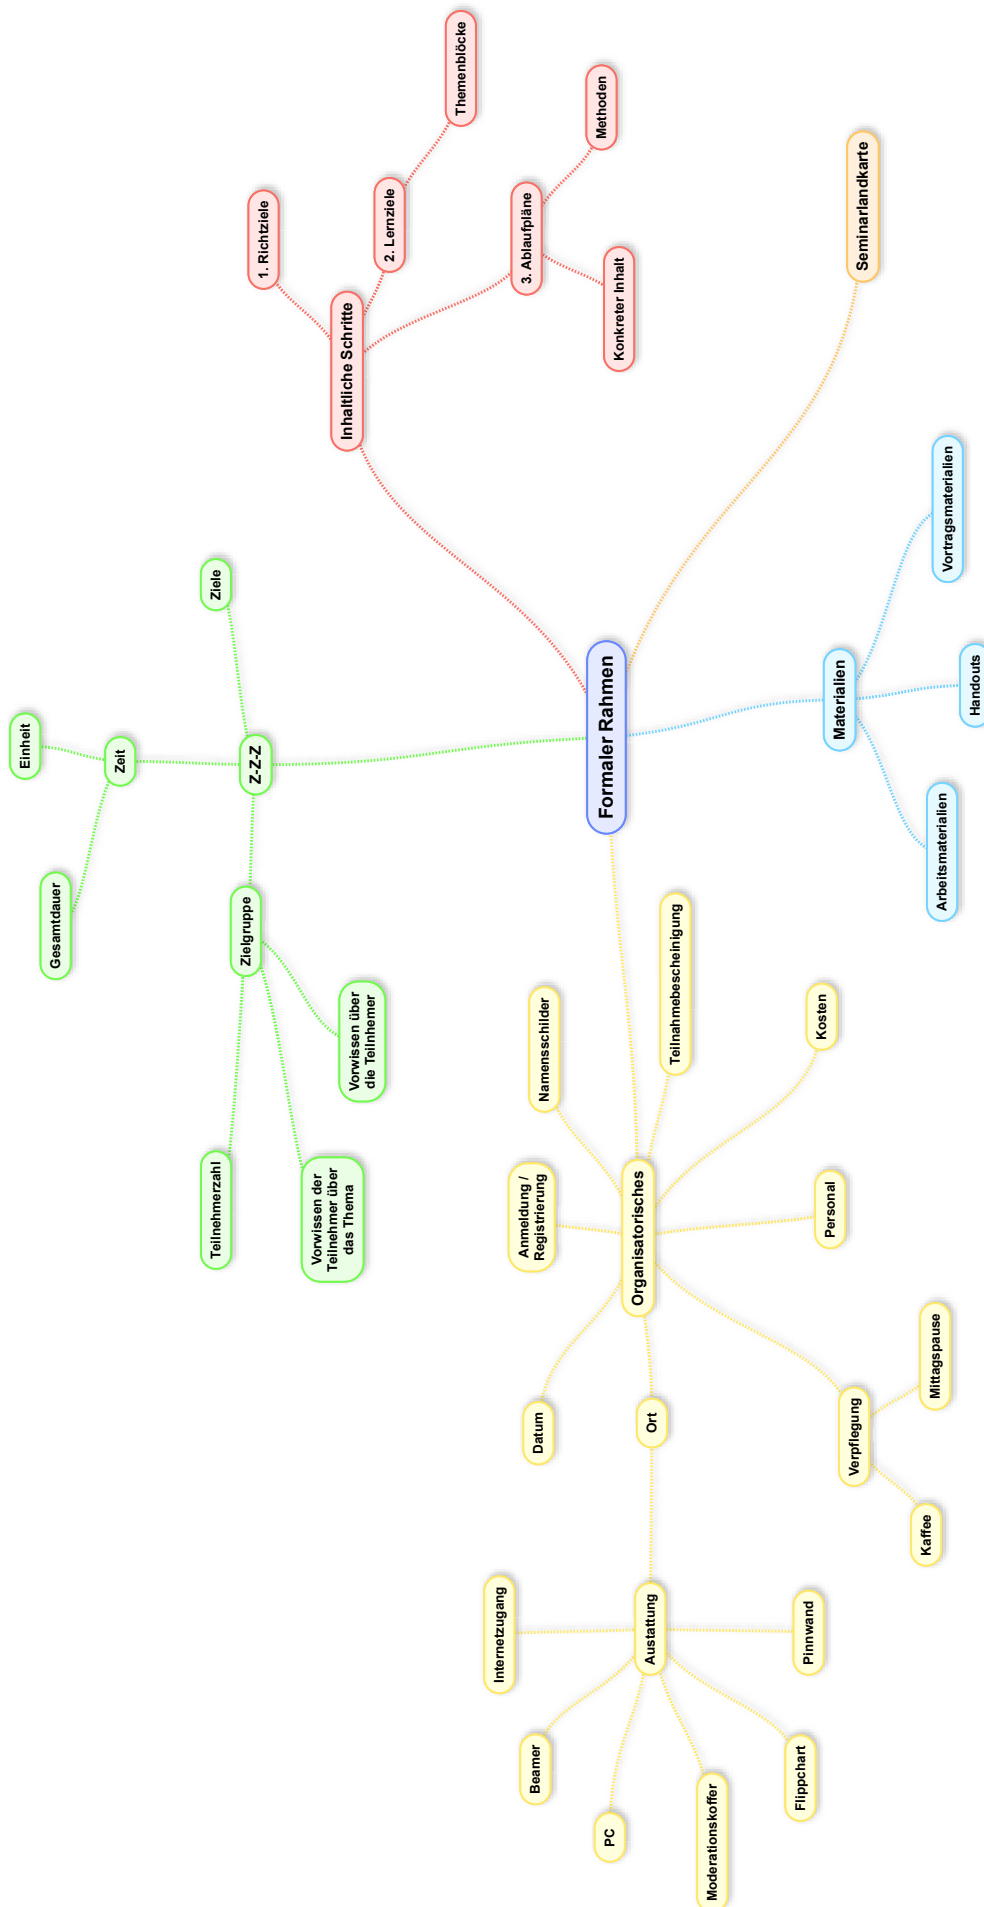 Einheit
Zeit
Gesamtdauer
Ziele
Z-Z-Z
Zielgruppe
Teilnehmerzahl
Vorwissen der
Teilnehmer über
das Thema
Vorwissen über
die Teilnhemer
1. Richtziele
Inhaltliche Schritte
2. Lernziele
Themenblöcke
3. Ablaufpläne
Methoden
Konkreter Inhalt
Formaler Rahmen
Seminarlandkarte
Materialien
Vortragsmaterialien
Handouts
Arbeitsmaterialien
Organisatorisches
Namensschilder
Teilnahmebescheinigung
Anmeldung /
Registrierung
Kosten
Personal
Datum
Ort
Verpflegung
Mittagspause
Kaffee
Austattung
Internetzugang
Beamer
PC
Moderationskoffer
Flippchart
Pinnwand